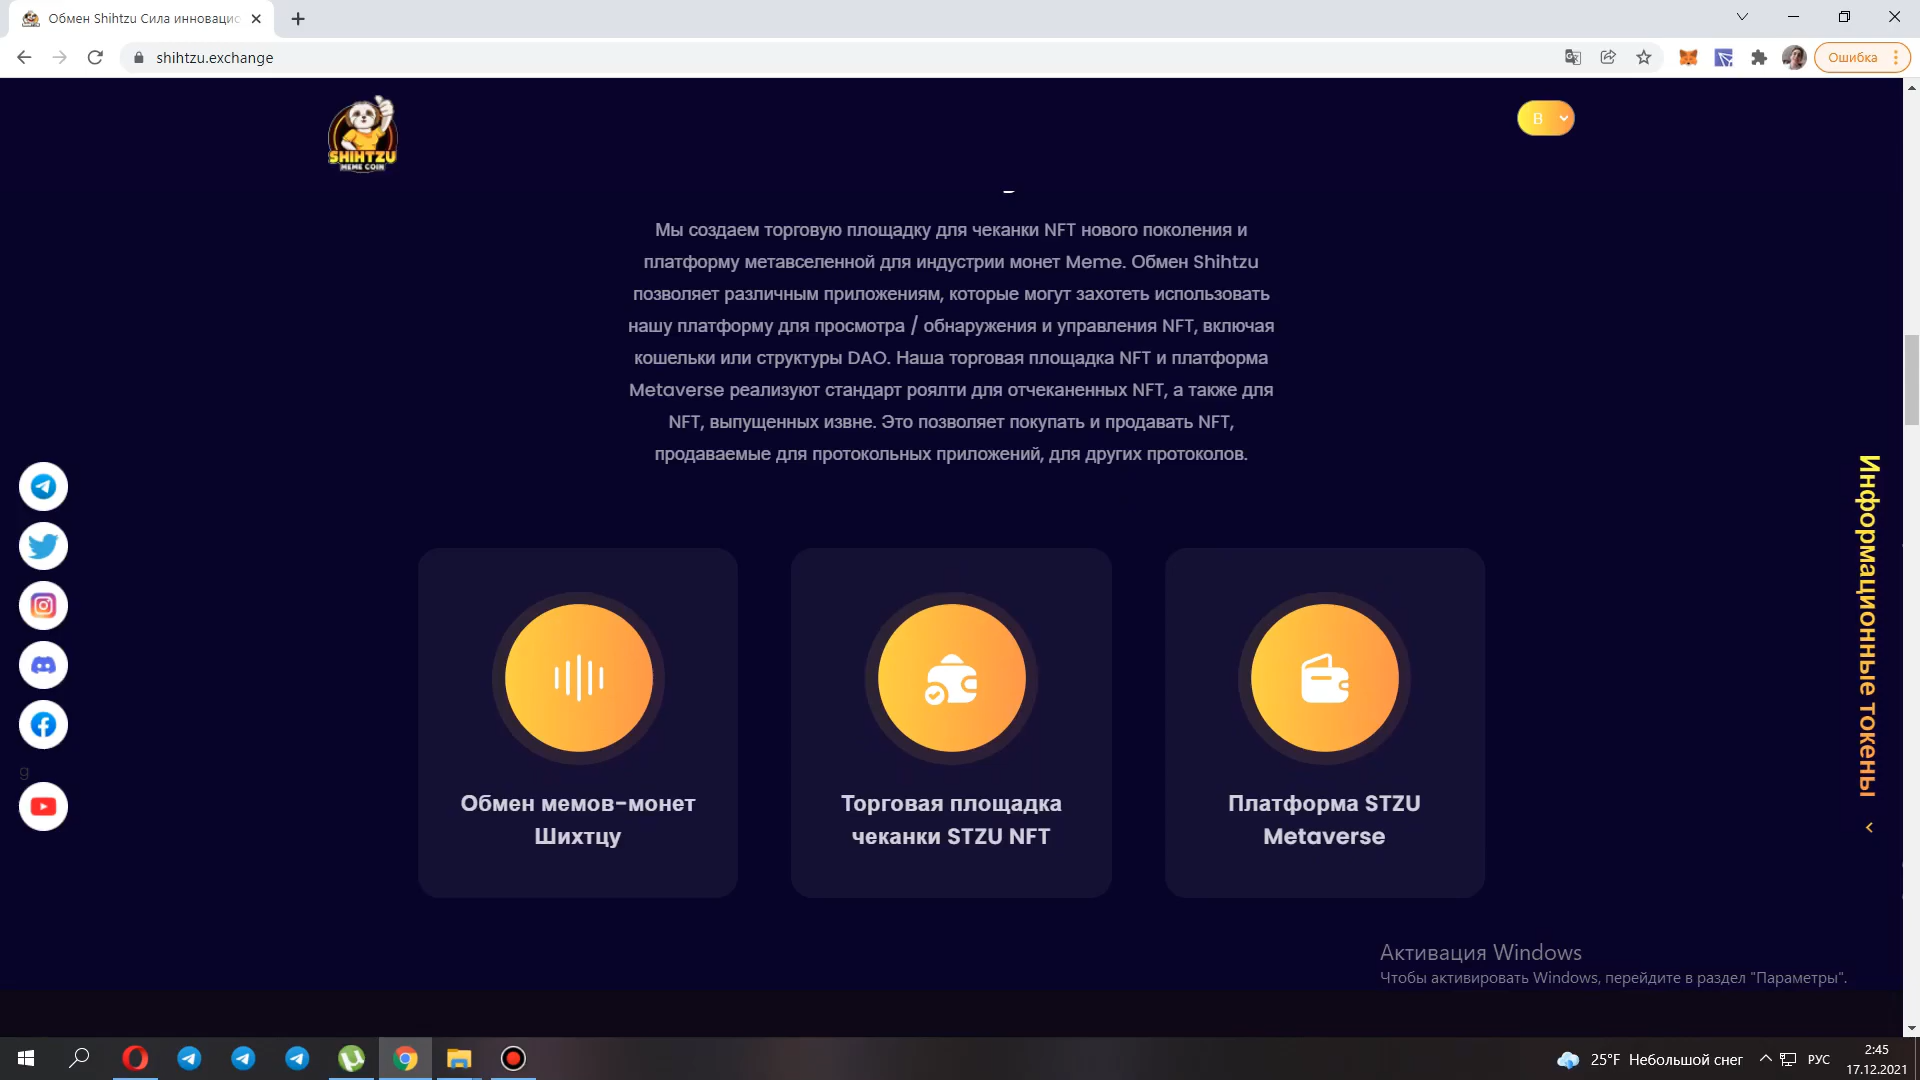 Обмен Shihtzu Сила инновацио
shihtzu.exchange
Ошибка
SHIHTZU
MEME COIN
B
Мы создаем торговую площадку для чеканки NFT нового поколения и
платформу метавселенной для индустрии монет Meme. Обмен Shihtzu
позволяет различным приложениям, которые могут захотеть использовать
нашу платформу для просмотра / обнаружения и управления NFT, включая
кошельки или структуры DAO. Наша торговая площадка NFT и платформа
Metaverse реализуют стандарт роялти для отчеканенных NFT, а также для
NFT, выпущенных извне. Это позволяет покупать и продавать NFT,
продаваемые для протокольных приложений, для других протоколов.
g
Информационные токены
Обмен мемов-монет
Шихтцу
Торговая площадка
чеканки STZU NFT
Платформа STZU
Metaverse
Активация Windows
Чтобы активировать Windows, перейдите в раздел "Параметры".
25°F Небольшой снег
РУС
2:45
17.12.2021